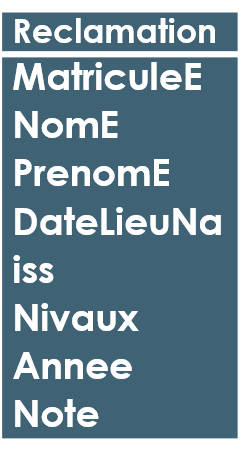 Reclamation
MatriculeE
NomE
PrenomE
DateLieuNa
iss
Nivaux
Annee
Note